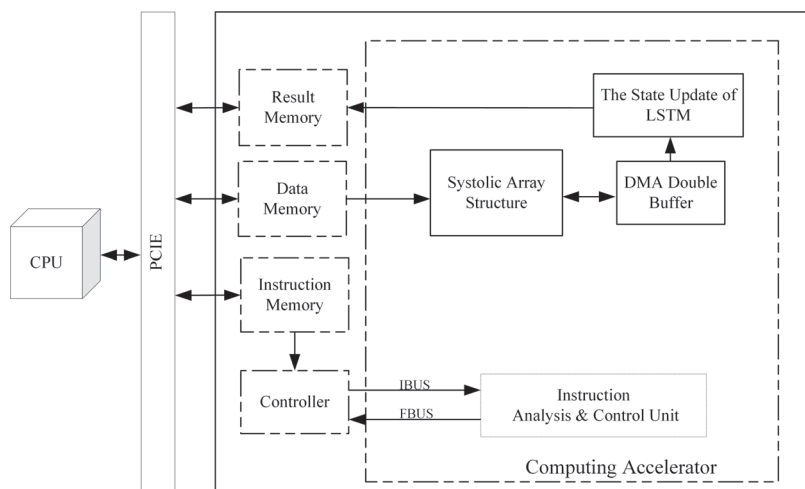 CPU
PCIE
Result
Memory
Data
Memory
Instruction
Memory
Controller
The State Update of
LSTM
Systolic Array
Structure
DMA Double
Buffer
IBUS
FBUS
Instruction
Analysis & Control Unit
Computing Accelerator